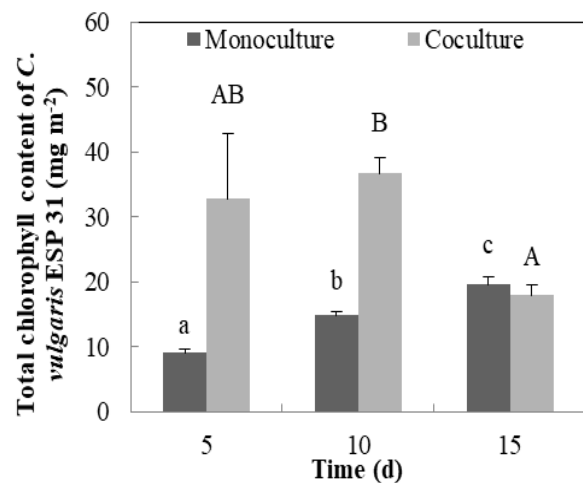 Total chlorophyll content of C.
vulgaris ESP 31 (mg m-2)
60
50
40
30
20
10
0
Monoculture
Coculture
AB
B
a
b
c
A
5
10
15
Time (d)